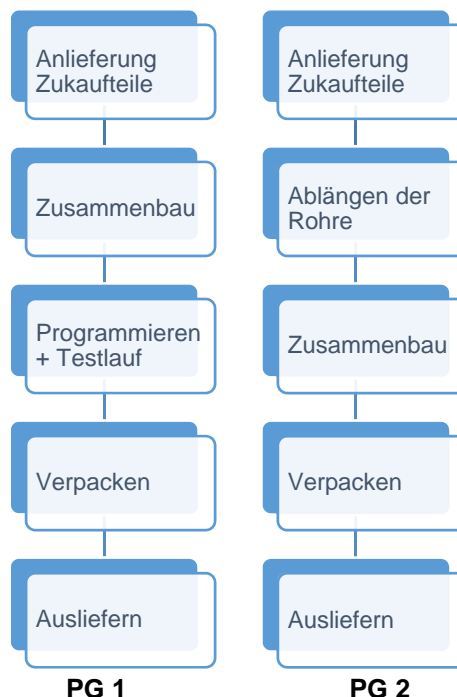 Anlieferung
Zukaufteile
Zusammenbau
Programmieren
+ Testlauf
Verpacken
Ausliefern
PG 1
Anlieferung
Zukaufteile
Ablängen der
Rohre
Zusammenbau
Verpacken
Ausliefern
PG 2